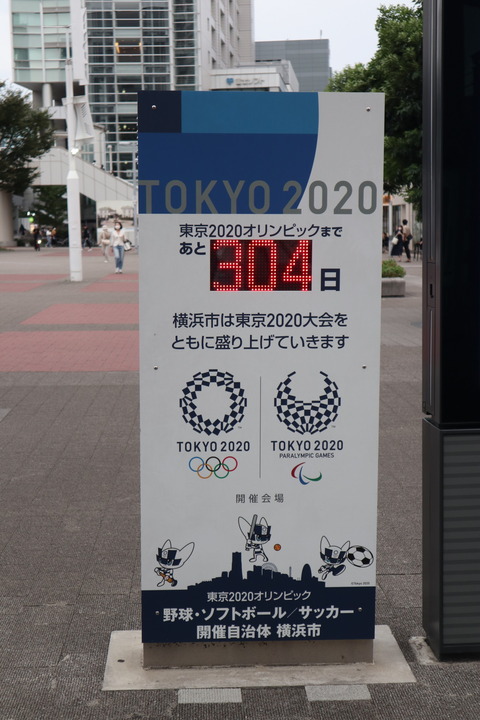 TOKYO 2020
東京2020オリンピックまで
あと 304 日
横浜市は東京2020大会を
ともに盛り上げていきます
TOKYO 2020
TOKYO 2020
PARALYMPIC GAMES
開催会場
©Tokyo 2020
東京2020オリンピック
野球・ソフトボール/サッカー
開催自治体 横浜市